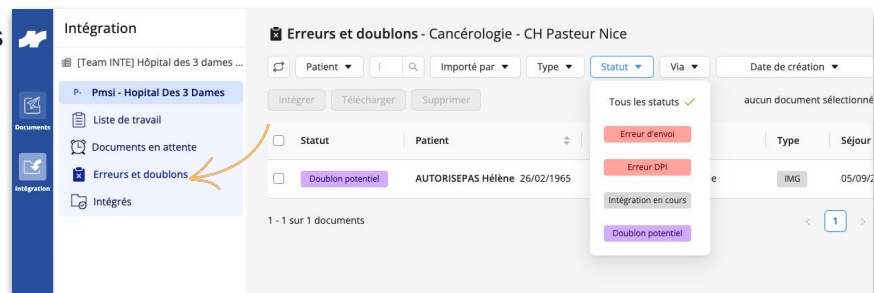 s
Intégration
[Team INTE] Hôpital des 3 dames ...
P- Pmsi - Hopital Des 3 Dames
Liste de travail
Documents en attente
Erreurs et doublons
Intégrés
Documents
Intégration
Erreurs et doublons - Cancérologie - CH Pasteur Nice
Patient
Importé par
Type
Statut
Via
Date de création
Intégrer
Télécharger
Supprimer
aucun document sélectionné
Tous les statuts
Erreur d'envoi
Erreur DPI
Intégration en cours
Doublon potentiel
Statut
Patient
Type
Séjour
Doublon potentiel
AUTORISEPAS Hélène 26/02/1965
e
IMG
05/09/2
1 - 1 sur 1 documents
1